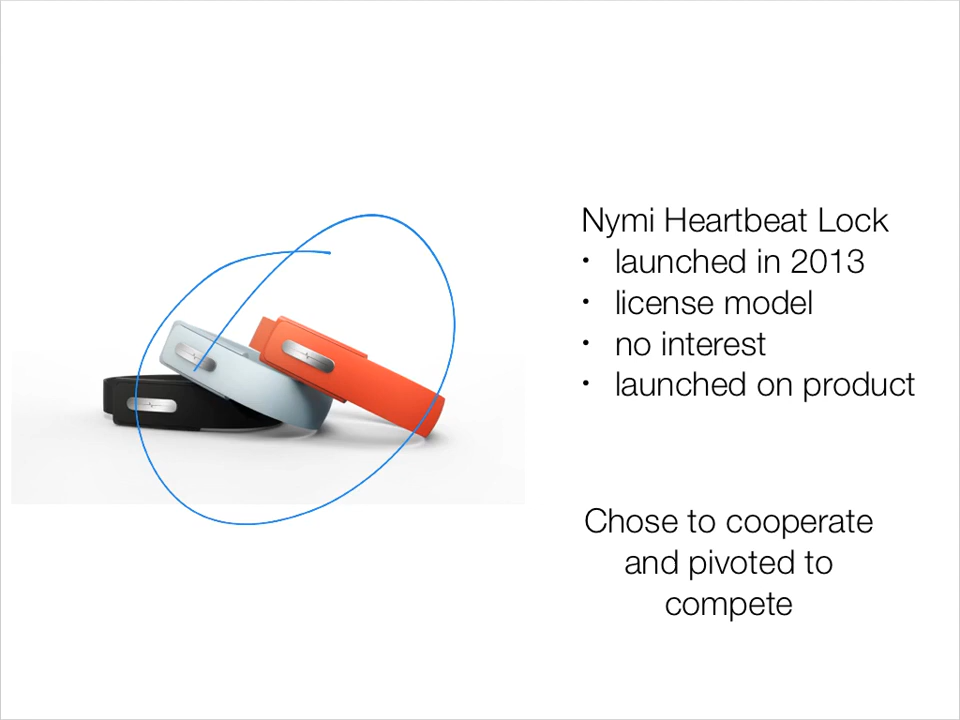 Nymi Heartbeat Lock
• launched in 2013
• license model
• no interest
• launched on product
Chose to cooperate
and pivoted to
compete